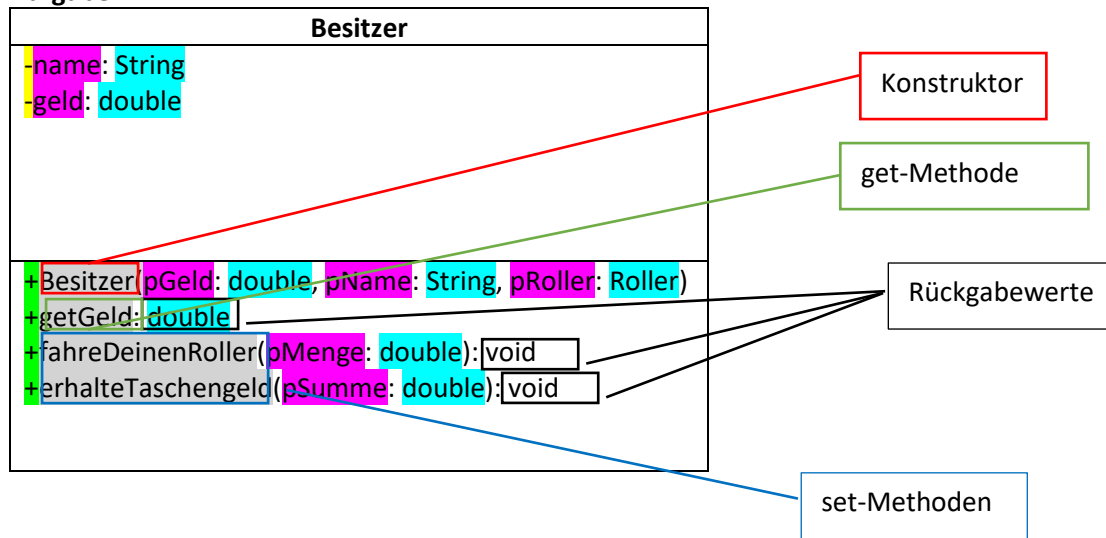 Besitzer
-name: String
-geld: double
Konstruktor
get-Methode
+Besitzer(pGeld: double, pName: String, pRoller: Roller)
+getGeld: double
Rückgabewerte
+fahreDeinenRoller(pMenge: double): void
+erhalteTaschengeld(pSumme: double): void
set-Methoden